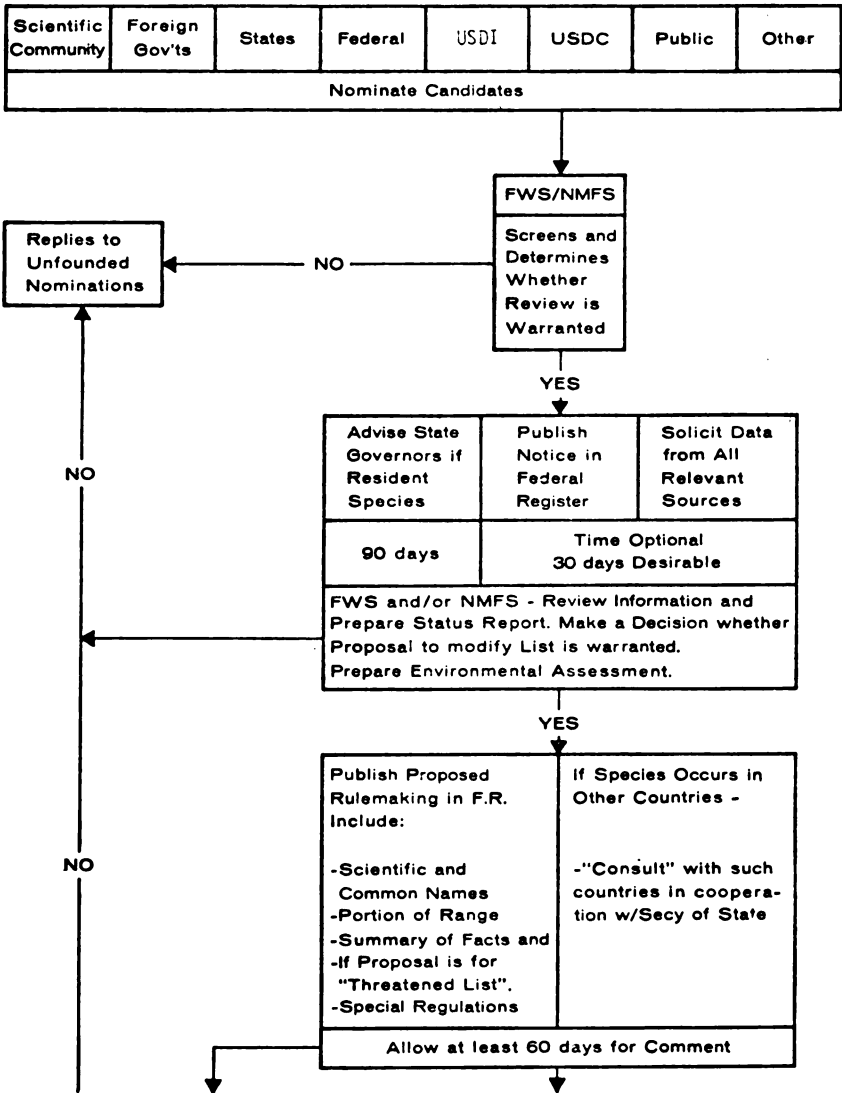 Scientific Community
Foreign Gov'ts
States
Federal
USDI
USDC
Public
Other
Nominate Candidates
FWS/NMFS
Screens and
Determines
Whether
Review is
Warranted
Replies to
Unfounded
Nominations
NO
YES
Advise State
Governors if
Resident
Species
Publish
Notice in
Federal
Register
Solicit Data
from All
Relevant
Sources
NO
90 days
Time Optional
30 days Desirable
FWS and/or NMFS - Review Information and
Prepare Status Report. Make a Decision whether
Proposal to modify List is warranted.
Prepare Environmental Assessment.
YES
Publish Proposed
Rulemaking in F.R.
Include:
-Scientific and
Common Names
-Portion of Range
-Summary of Facts and
-If Proposal is for
"Threatened List".
-Special Regulations
If Species Occurs in
Other Countries -
-"Consult" with such
countries in coopera-
tion w/Secy of State
NO
Allow at least 60 days for Comment